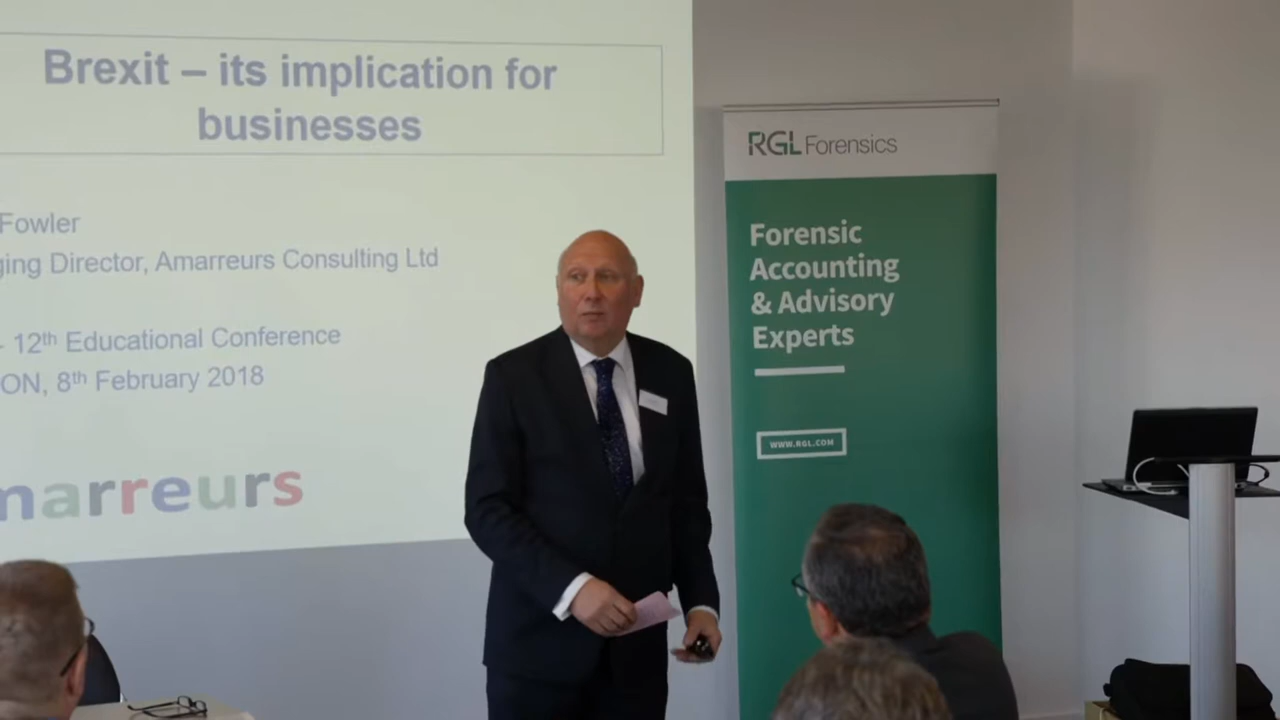 Brexit – its implication for
businesses
Fowler
ging Director, Amarreurs Consulting Ltd
- 12th Educational Conference
ON, 8th February 2018
marreurs
RGL Forensics
Forensic
Accounting
& Advisory
Experts
WWW.RGL.COM